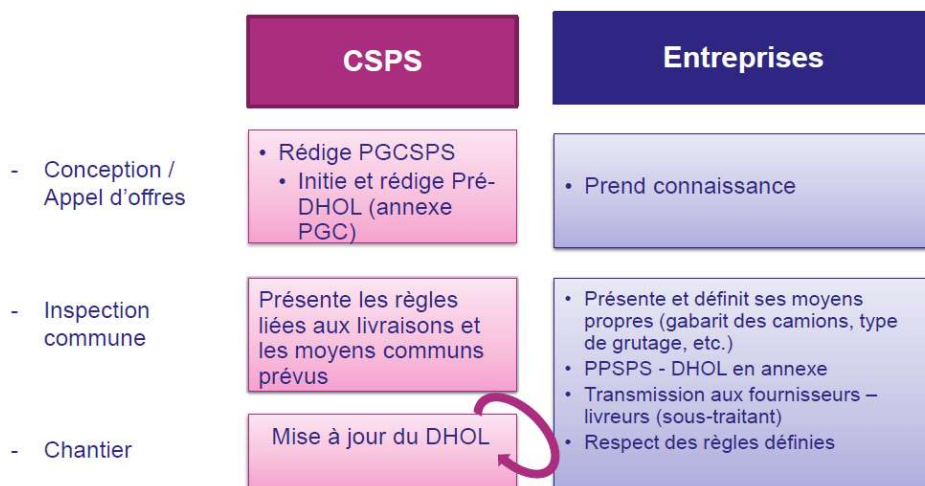 CSPS
Entreprises
- Conception /
Appel d’offres
• Rédige PGCSPS
• Initie et rédige Pré-
DHOL (annexe
PGC)
• Prend connaissance
- Inspection
commune
Présente les règles
liées aux livraisons et
les moyens communs
prévus
• Présente et définit ses moyens
propres (gabarit des camions, type
de grutage, etc.)
• PPSPS - DHOL en annexe
• Transmission aux fournisseurs –
livreurs (sous-traitant)
• Respect des règles définies
- Chantier
Mise à jour du DHOL